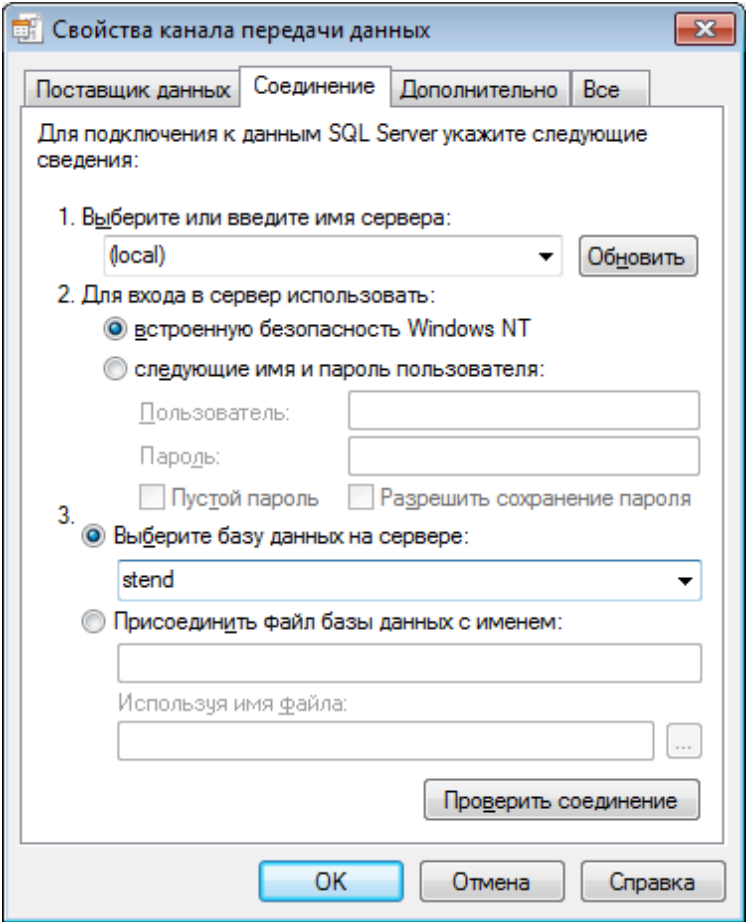 Свойства канала передачи данных
Поставщик данных Соединение Дополнительно Все
Для подключения к данным SQL Server укажите следующие
сведения:
1. Выберите или введите имя сервера:
(local) Обновить
2. Для входа в сервер использовать:
встроенную безопасность Windows NT
следующие имя и пароль пользователя:
Пользователь:
Пароль:
Пустой пароль Разрешить сохранение пароля
3.
Выберите базу данных на сервере:
stend
Присоединить файл базы данных с именем:
Используя имя файла:
...
Проверить соединение
OK Отмена Справка